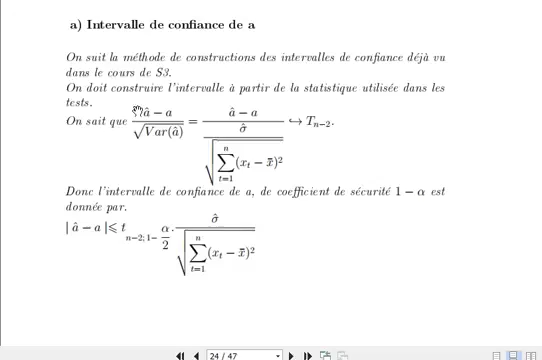 a) Intervalle de confiance de a
On suit la méthode de constructions des intervalles de confiance déjà vu
dans le cours de S3.
On doit construire l'intervalle à partir de la statistique utilisée dans les
tests.
On sait que (â − a) / √Var(â) = (â − a) / (σ̂ / √(∑_{t=1}^{n} (x_t − x̄)²)) ↪ T_{n−2}.
Donc l'intervalle de confiance de a, de coefficient de sécurité 1 − α est
donnée par.
| â − a |⩽ t_{n−2; 1−α/2} · σ̂ / √(∑_{t=1}^{n} (x_t − x̄)²)
24 / 47